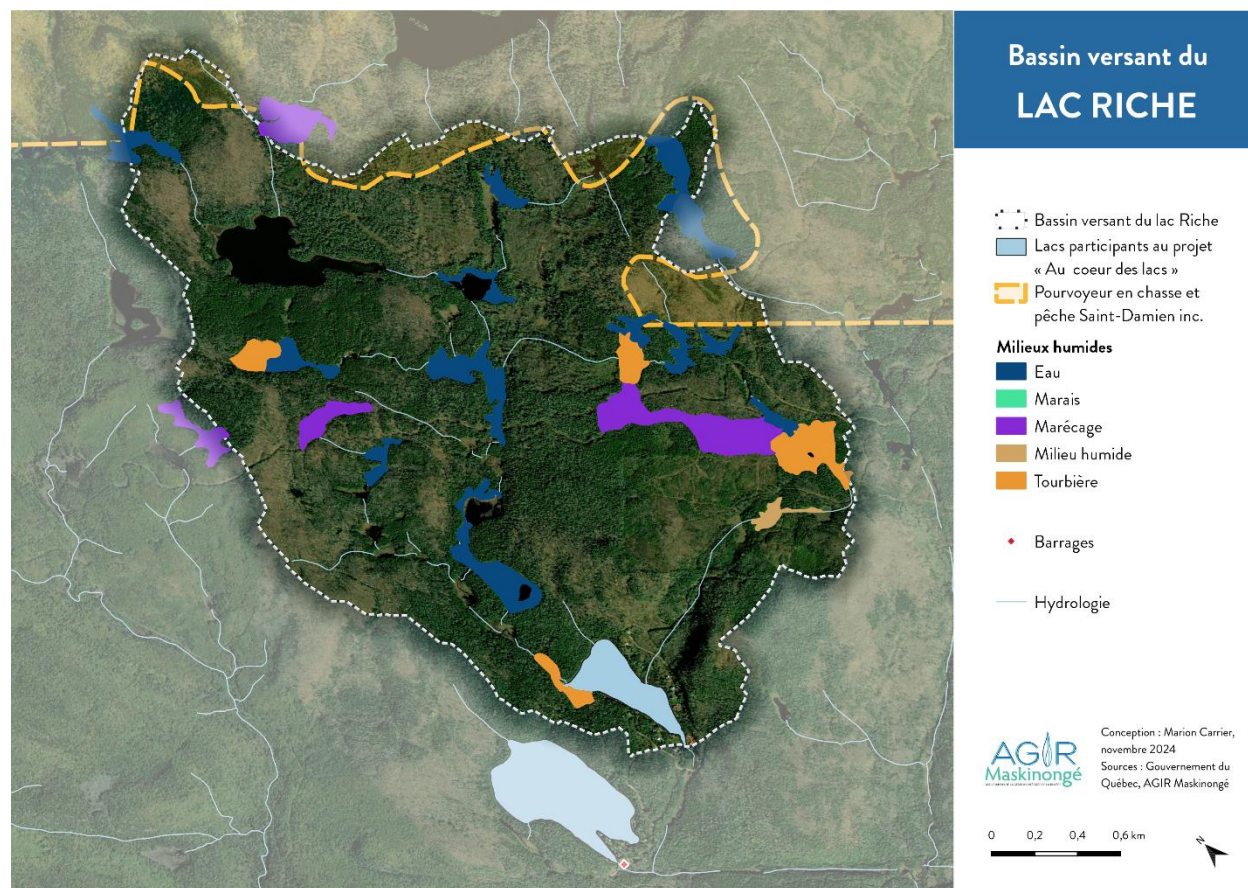 Bassin versant du
LAC RICHE
Bassin versant du lac Riche
Lacs participants au projet
« Au coeur des lacs »
Pourvoyeur en chasse et
pêche Saint-Damien inc.
Milieux humides
Eau
Marais
Marécage
Milieu humide
Tourbière
Barrages
Hydrologie
AGIR
Maskinongé
Conception : Marion Carrier,
novembre 2024
Sources : Gouvernement du
Québec, AGIR Maskinongé
0 0,2 0,4 0,6 km
N